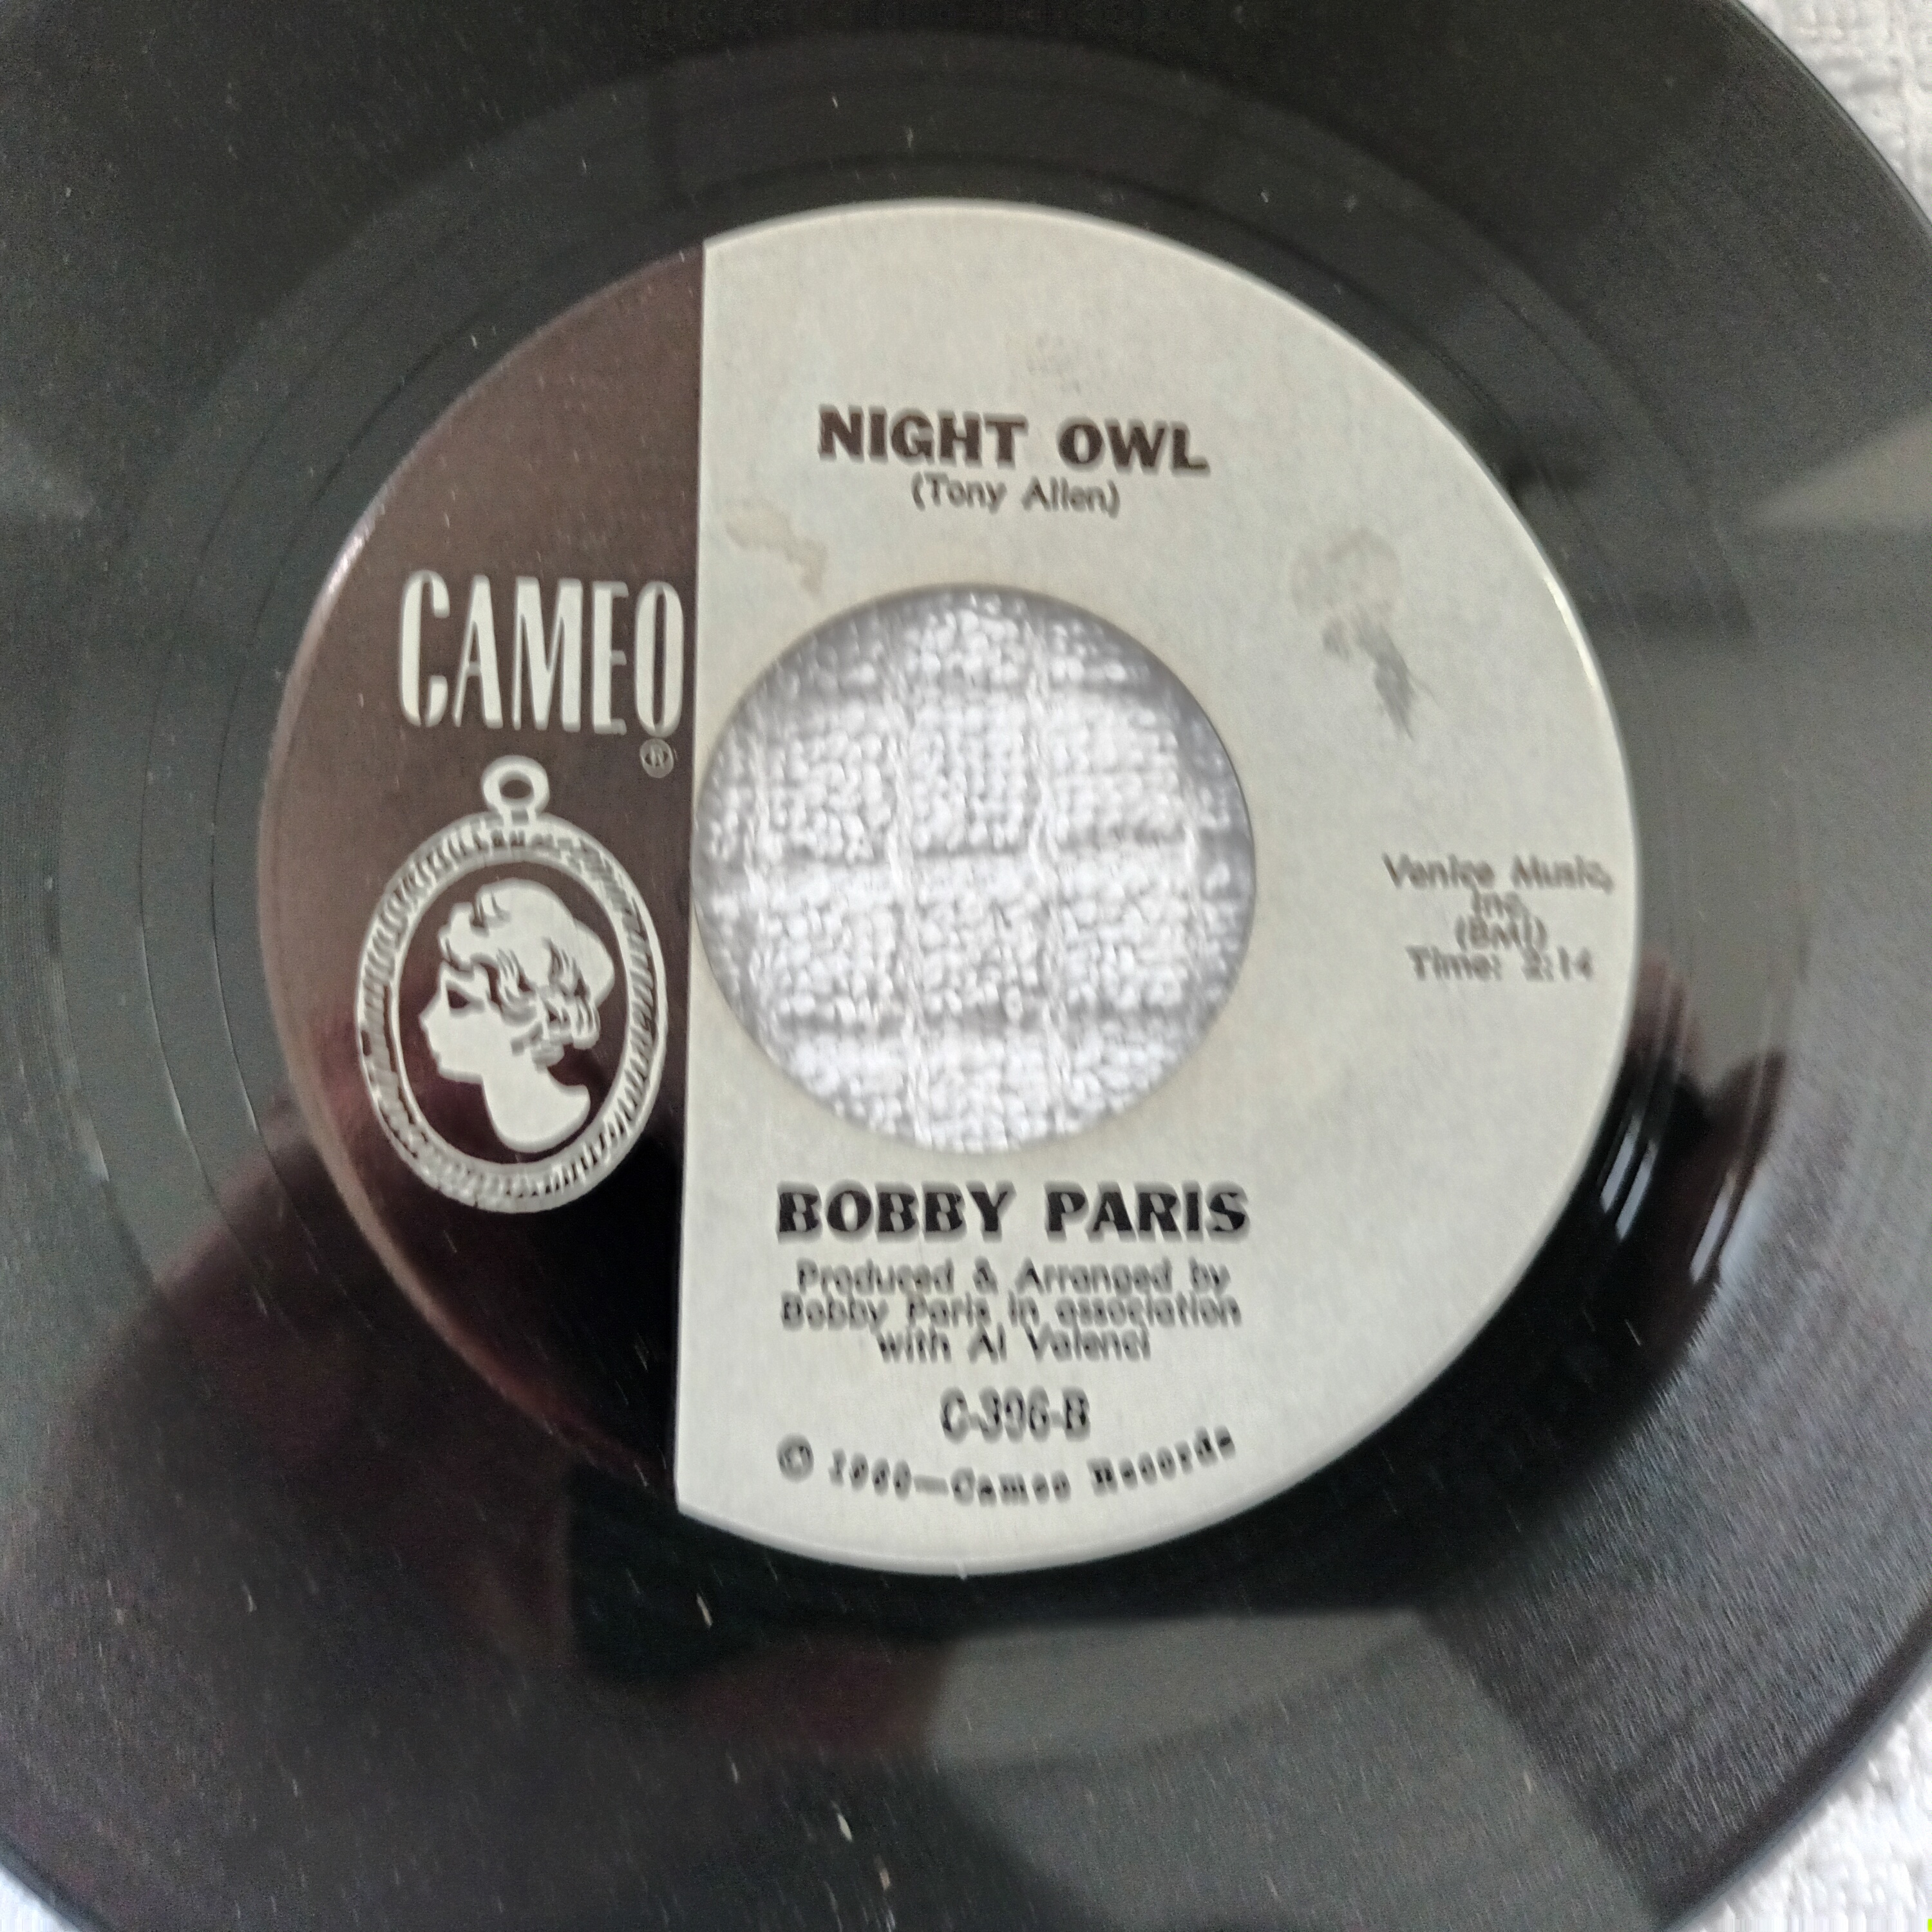 NIGHT OWL
(Tony Allen)
CAMEO
®
Venice Music,
Inc.
(BMI)
Time: 2:14
BOBBY PARIS
Produced & Arranged by
Bobby Paris in association
with Al Valenci
C-396-B
© —Cameo Records